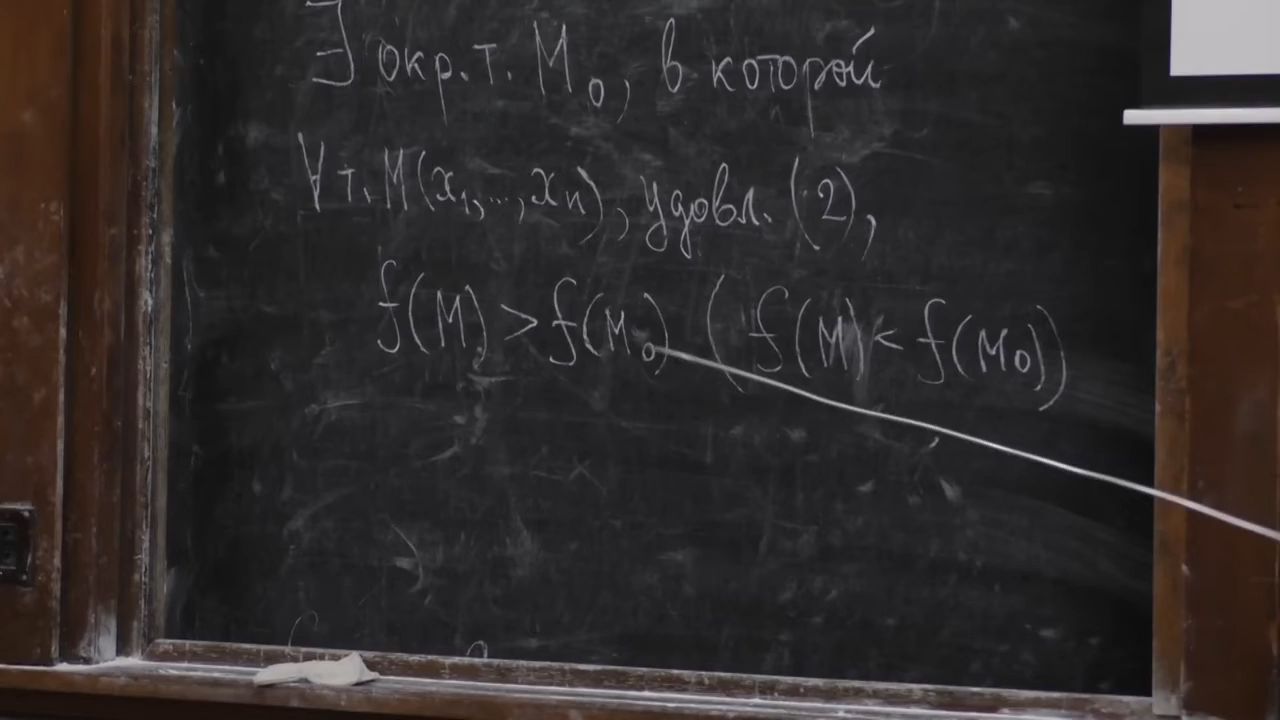 ∃ окр. т. M₀, в которой
∀ т. M(x₁,...,xₙ), удовл. (2),
f(M) > f(M₀) (f(M) < f(M₀))